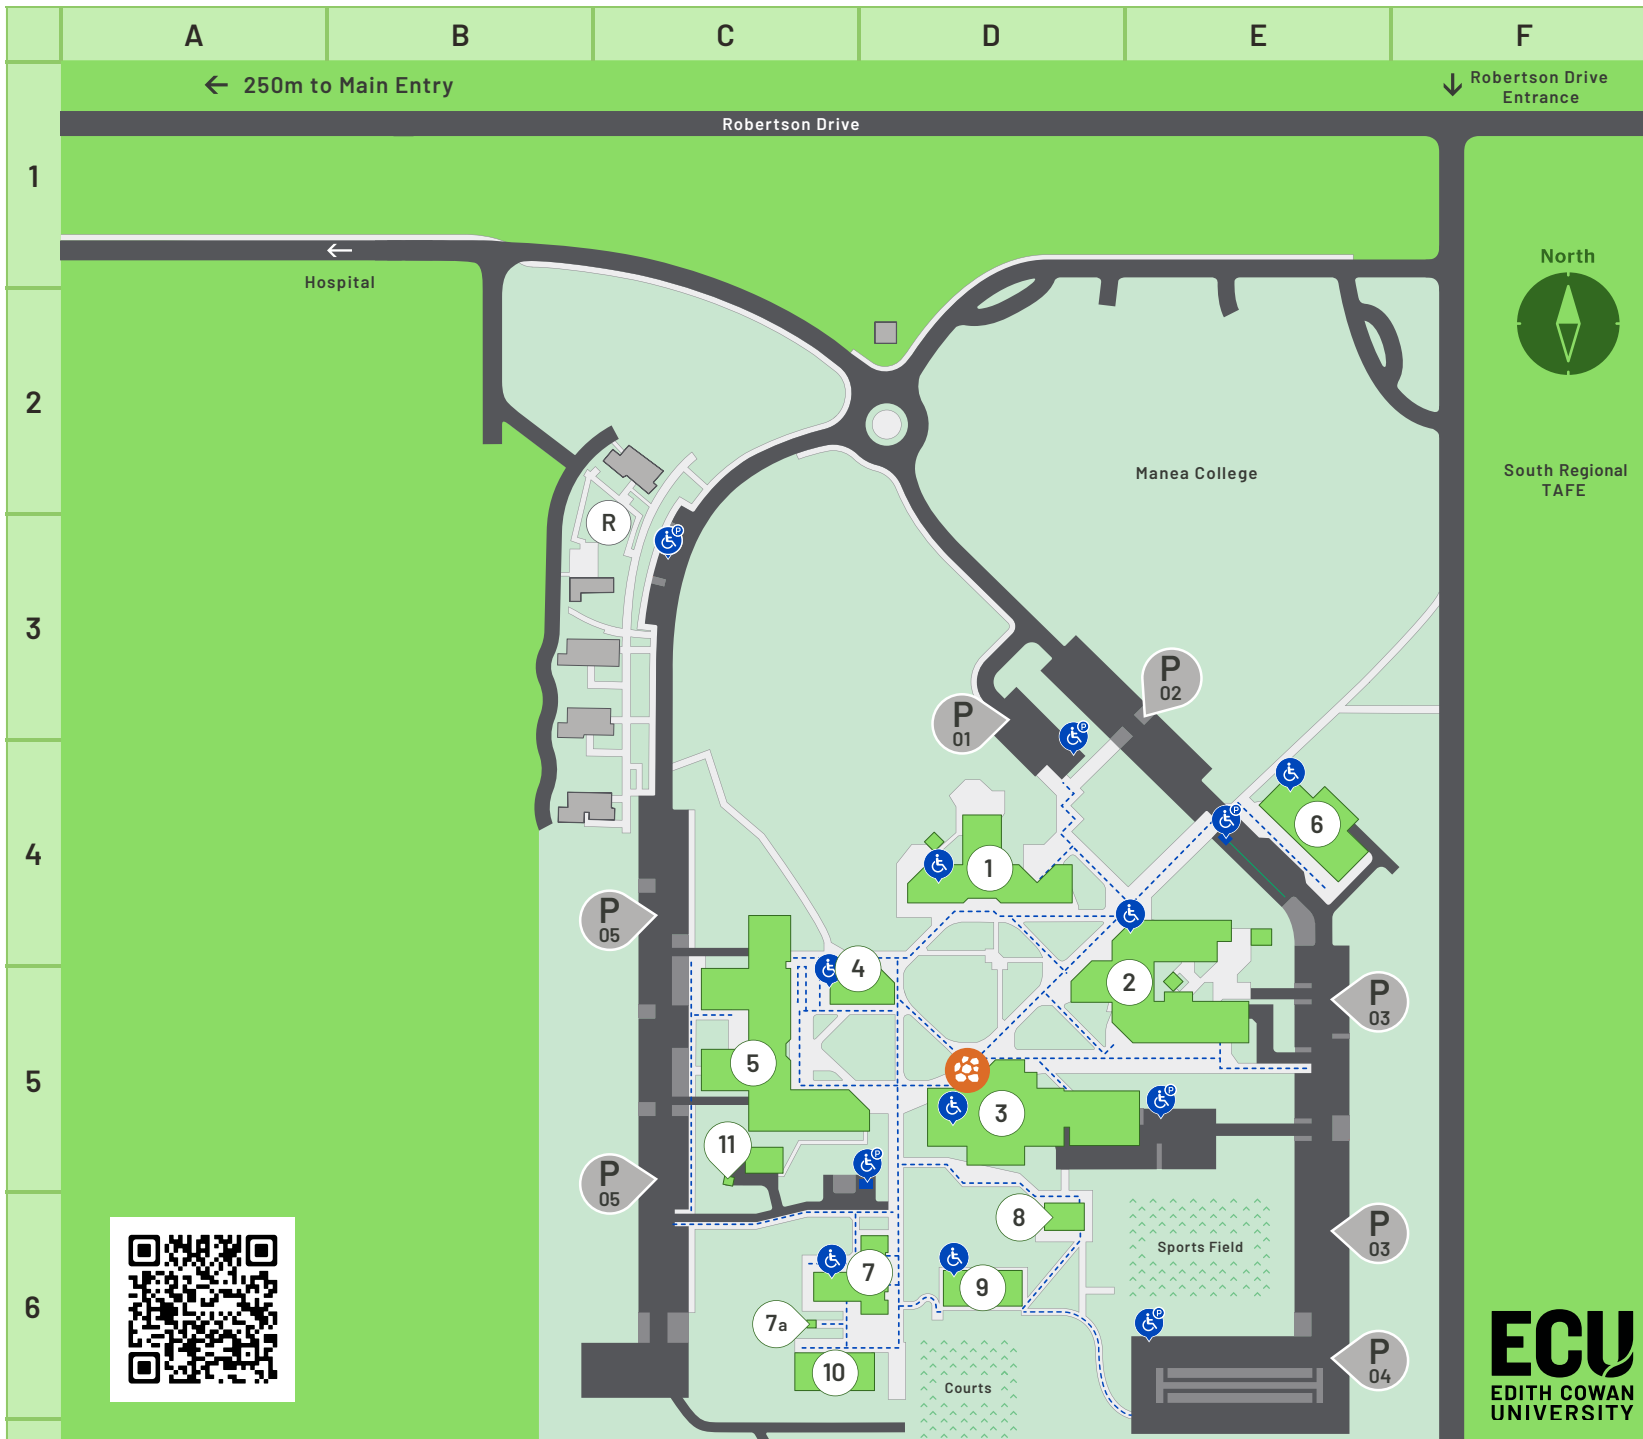 A B C D E F
← 250m to Main Entry
↓ Robertson Drive
Entrance
Robertson Drive
1
←
Hospital
North
2
Manea College
South Regional
TAFE
R
P
3
P
02
P
01
P
P
6
4
1
P
05
4
2
P
03
5
5
3
P
11
P
P
05
8
P
03
Sports Field
7
9
6
7a
P
P
04
10
Courts
ECU
EDITH COWAN
UNIVERSITY